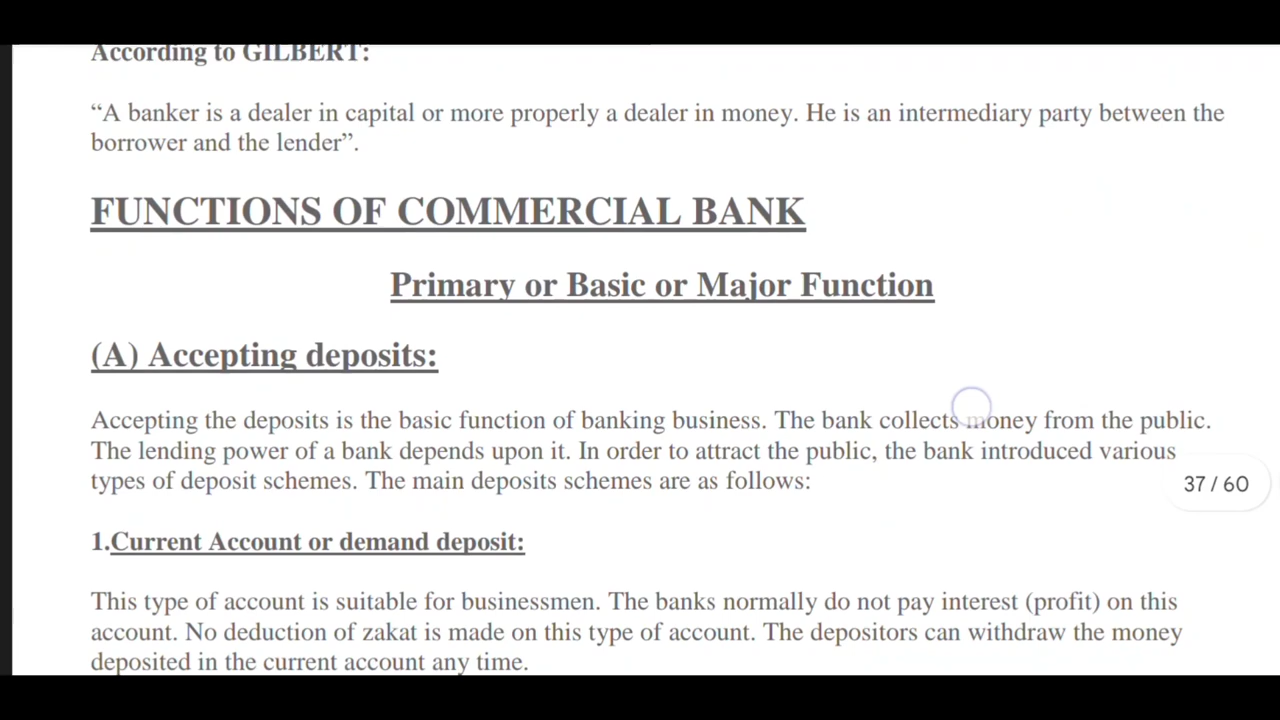 According to GILBERT:
“A banker is a dealer in capital or more properly a dealer in money. He is an intermediary party between the
borrower and the lender”.
FUNCTIONS OF COMMERCIAL BANK
Primary or Basic or Major Function
(A) Accepting deposits:
Accepting the deposits is the basic function of banking business. The bank collects money from the public.
The lending power of a bank depends upon it. In order to attract the public, the bank introduced various
types of deposit schemes. The main deposits schemes are as follows:
37 / 60
1.Current Account or demand deposit:
This type of account is suitable for businessmen. The banks normally do not pay interest (profit) on this
account. No deduction of zakat is made on this type of account. The depositors can withdraw the money
deposited in the current account any time.